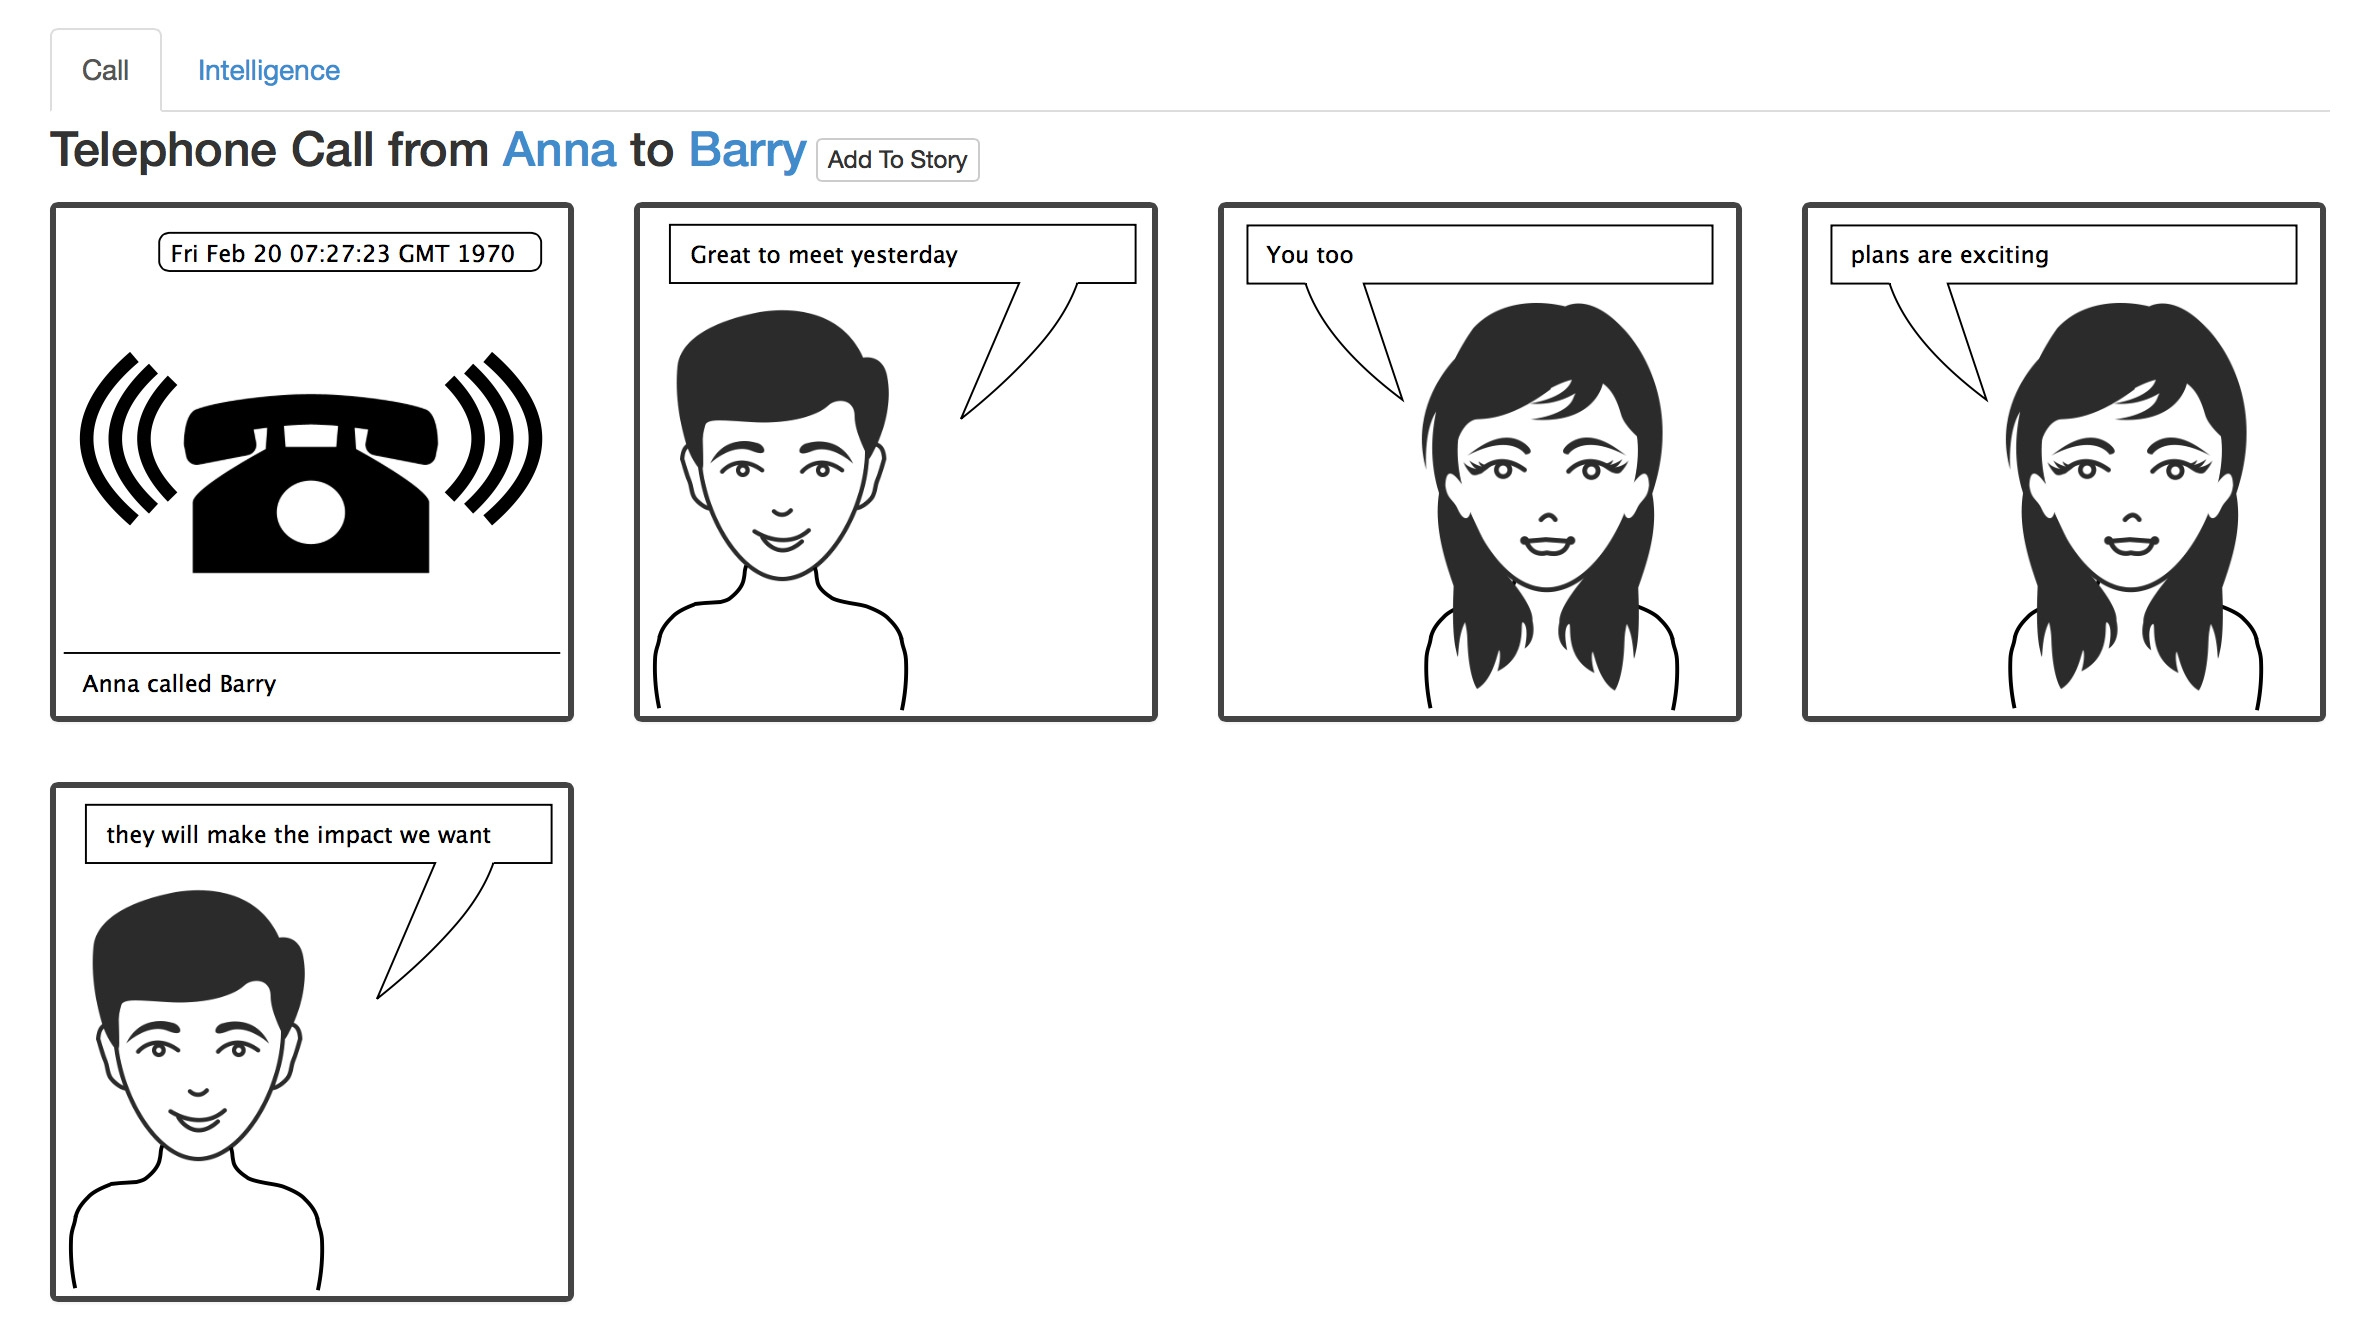 Call
Intelligence
Telephone Call from Anna to Barry
Add To Story
Fri Feb 20 07:27:23 GMT 1970
Anna called Barry
Great to meet yesterday
You too
plans are exciting
they will make the impact we want